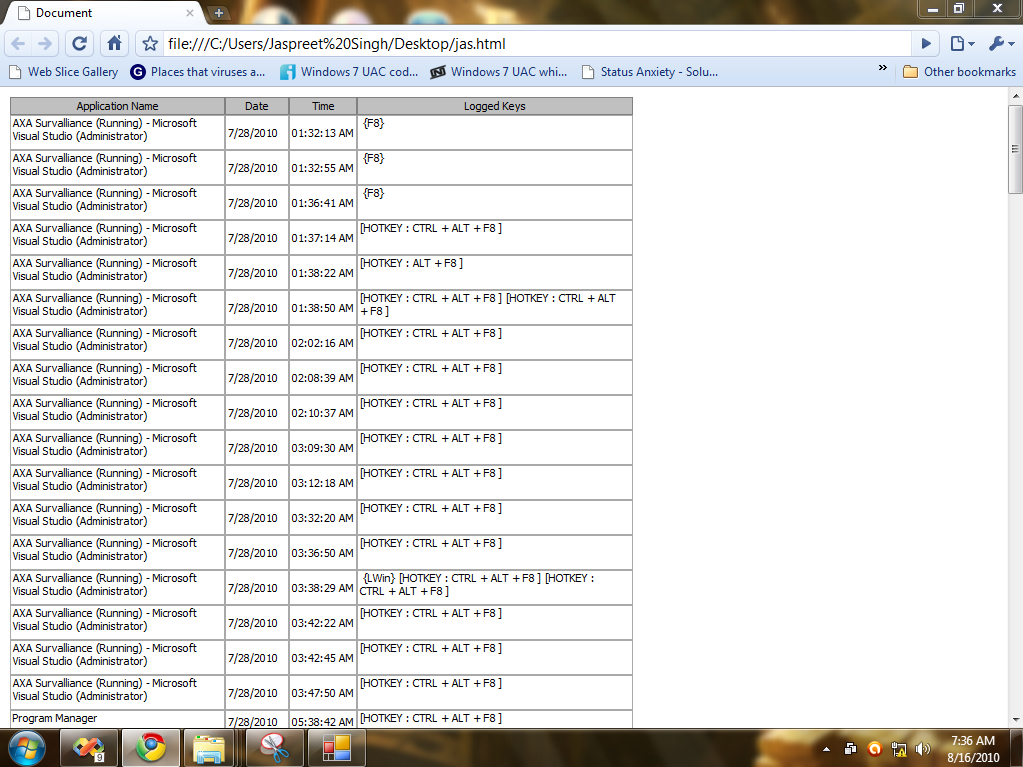 Document
file:///C:/Users/Jaspreet%20Singh/Desktop/jas.html
Web Slice Gallery
Places that viruses a...
Windows 7 UAC cod...
Windows 7 UAC whi...
Status Anxiety - Solu...
»
Other bookmarks
Application Name Date Time Logged Keys
AXA Survalliance (Running) - Microsoft
Visual Studio (Administrator)
7/28/2010 01:32:13 AM {F8}
AXA Survalliance (Running) - Microsoft
Visual Studio (Administrator)
7/28/2010 01:32:55 AM {F8}
AXA Survalliance (Running) - Microsoft
Visual Studio (Administrator)
7/28/2010 01:36:41 AM {F8}
AXA Survalliance (Running) - Microsoft
Visual Studio (Administrator)
7/28/2010 01:37:14 AM [HOTKEY : CTRL + ALT + F8 ]
AXA Survalliance (Running) - Microsoft
Visual Studio (Administrator)
7/28/2010 01:38:22 AM [HOTKEY : ALT + F8 ]
AXA Survalliance (Running) - Microsoft
Visual Studio (Administrator)
7/28/2010 01:38:50 AM [HOTKEY : CTRL + ALT + F8 ] [HOTKEY : CTRL + ALT
+ F8 ]
AXA Survalliance (Running) - Microsoft
Visual Studio (Administrator)
7/28/2010 02:02:16 AM [HOTKEY : CTRL + ALT + F8 ]
AXA Survalliance (Running) - Microsoft
Visual Studio (Administrator)
7/28/2010 02:08:39 AM [HOTKEY : CTRL + ALT + F8 ]
AXA Survalliance (Running) - Microsoft
Visual Studio (Administrator)
7/28/2010 02:10:37 AM [HOTKEY : CTRL + ALT + F8 ]
AXA Survalliance (Running) - Microsoft
Visual Studio (Administrator)
7/28/2010 03:09:30 AM [HOTKEY : CTRL + ALT + F8 ]
AXA Survalliance (Running) - Microsoft
Visual Studio (Administrator)
7/28/2010 03:12:18 AM [HOTKEY : CTRL + ALT + F8 ]
AXA Survalliance (Running) - Microsoft
Visual Studio (Administrator)
7/28/2010 03:32:20 AM [HOTKEY : CTRL + ALT + F8 ]
AXA Survalliance (Running) - Microsoft
Visual Studio (Administrator)
7/28/2010 03:36:50 AM [HOTKEY : CTRL + ALT + F8 ]
AXA Survalliance (Running) - Microsoft
Visual Studio (Administrator)
7/28/2010 03:38:29 AM {LWin} [HOTKEY : CTRL + ALT + F8 ] [HOTKEY :
CTRL + ALT + F8 ]
AXA Survalliance (Running) - Microsoft
Visual Studio (Administrator)
7/28/2010 03:42:22 AM [HOTKEY : CTRL + ALT + F8 ]
AXA Survalliance (Running) - Microsoft
Visual Studio (Administrator)
7/28/2010 03:42:45 AM [HOTKEY : CTRL + ALT + F8 ]
AXA Survalliance (Running) - Microsoft
Visual Studio (Administrator)
7/28/2010 03:47:50 AM [HOTKEY : CTRL + ALT + F8 ]
Program Manager 7/28/2010 05:38:42 AM [HOTKEY : CTRL + ALT + F8 ]
9
7:36 AM
8/16/2010